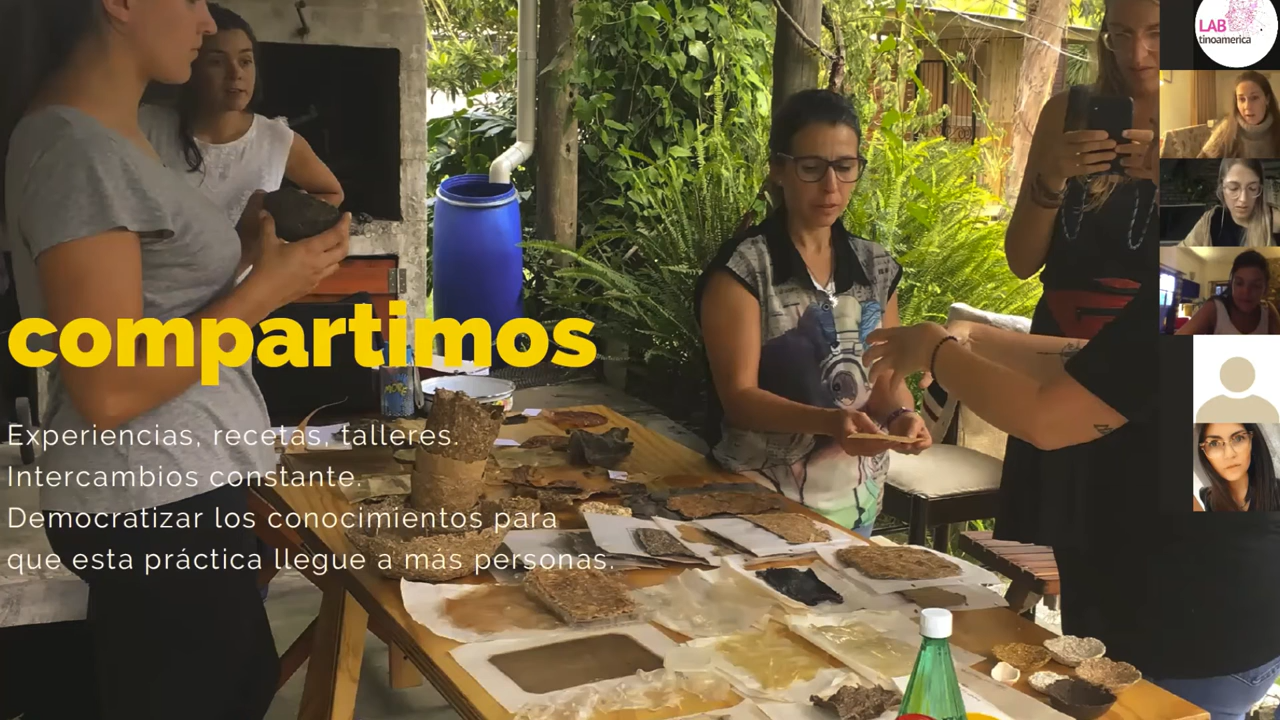 compartimos
Experiencias, recetas, talleres.
Intercambios constante.
Democratizar los conocimientos para
que esta práctica llegue a más personas.
LAB
tinoamerica